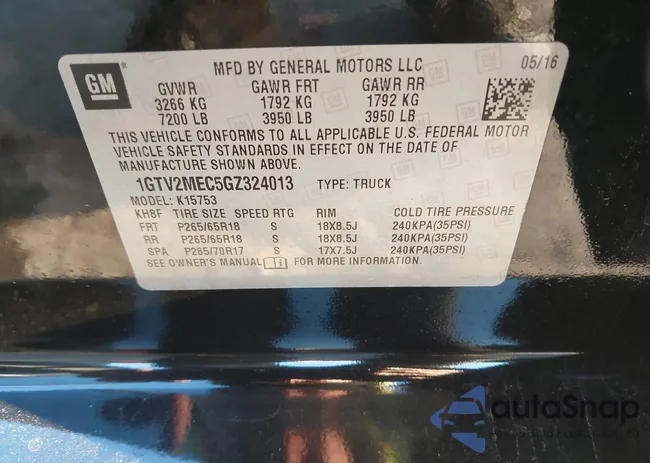 GM
MFD BY GENERAL MOTORS LLC 05/16
GVWR GAWR FRT GAWR RR
3266 KG 1792 KG 1792 KG
7200 LB 3950 LB 3950 LB
THIS VEHICLE CONFORMS TO ALL APPLICABLE U.S. FEDERAL MOTOR
VEHICLE SAFETY STANDARDS IN EFFECT ON THE DATE OF
MANUFACTURE SHOWN ABOVE.
1GTV2MEC5GZ324013 TYPE: TRUCK
MODEL: K15753
KH8F TIRE SIZE SPEED RTG RIM COLD TIRE PRESSURE
FRT P265/65R18 S 18X8.5J 240KPA(35PSI)
RR P265/65R18 S 18X8.5J 240KPA(35PSI)
SPA P265/70R17 S 17X7.5J 240KPA(35PSI)
SEE OWNER'S MANUAL FOR MORE INFORMATION
autoSnap